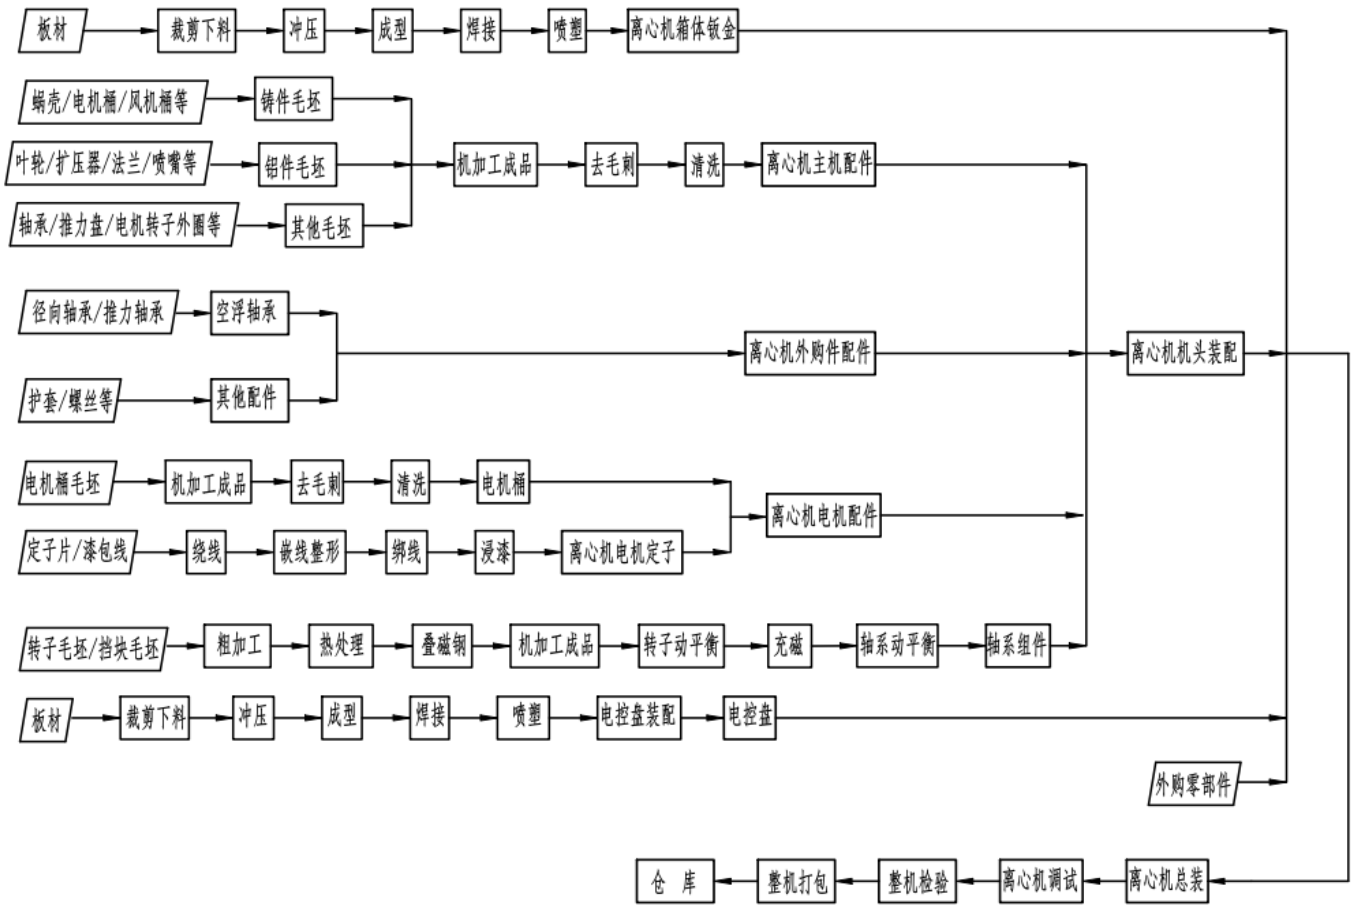 板材 裁剪下料 冲压 成型 焊接 喷塑 离心机箱体钣金
蜗壳/电机桶/风机桶等 铸件毛坯
叶轮/扩压器/法兰/喷嘴等 铝件毛坯 机加工成品 去毛刺 清洗 离心机主机配件
轴承/推力盘/电机转子外圈等 其他毛坯
径向轴承/推力轴承 空浮轴承
离心机外购件配件 离心机机头装配
护套/螺丝等 其他配件
电机桶毛坯 机加工成品 去毛刺 清洗 电机桶
离心机电机配件
定子片/漆包线 绕线 嵌线整形 绑线 浸漆 离心机电机定子
转子毛坯/挡块毛坯 粗加工 热处理 叠磁钢 机加工成品 转子动平衡 充磁 轴系动平衡 轴系组件
板材 裁剪下料 冲压 成型 焊接 喷塑 电控盘装配 电控盘
外购零部件
仓 库 整机打包 整机检验 离心机调试 离心机总装